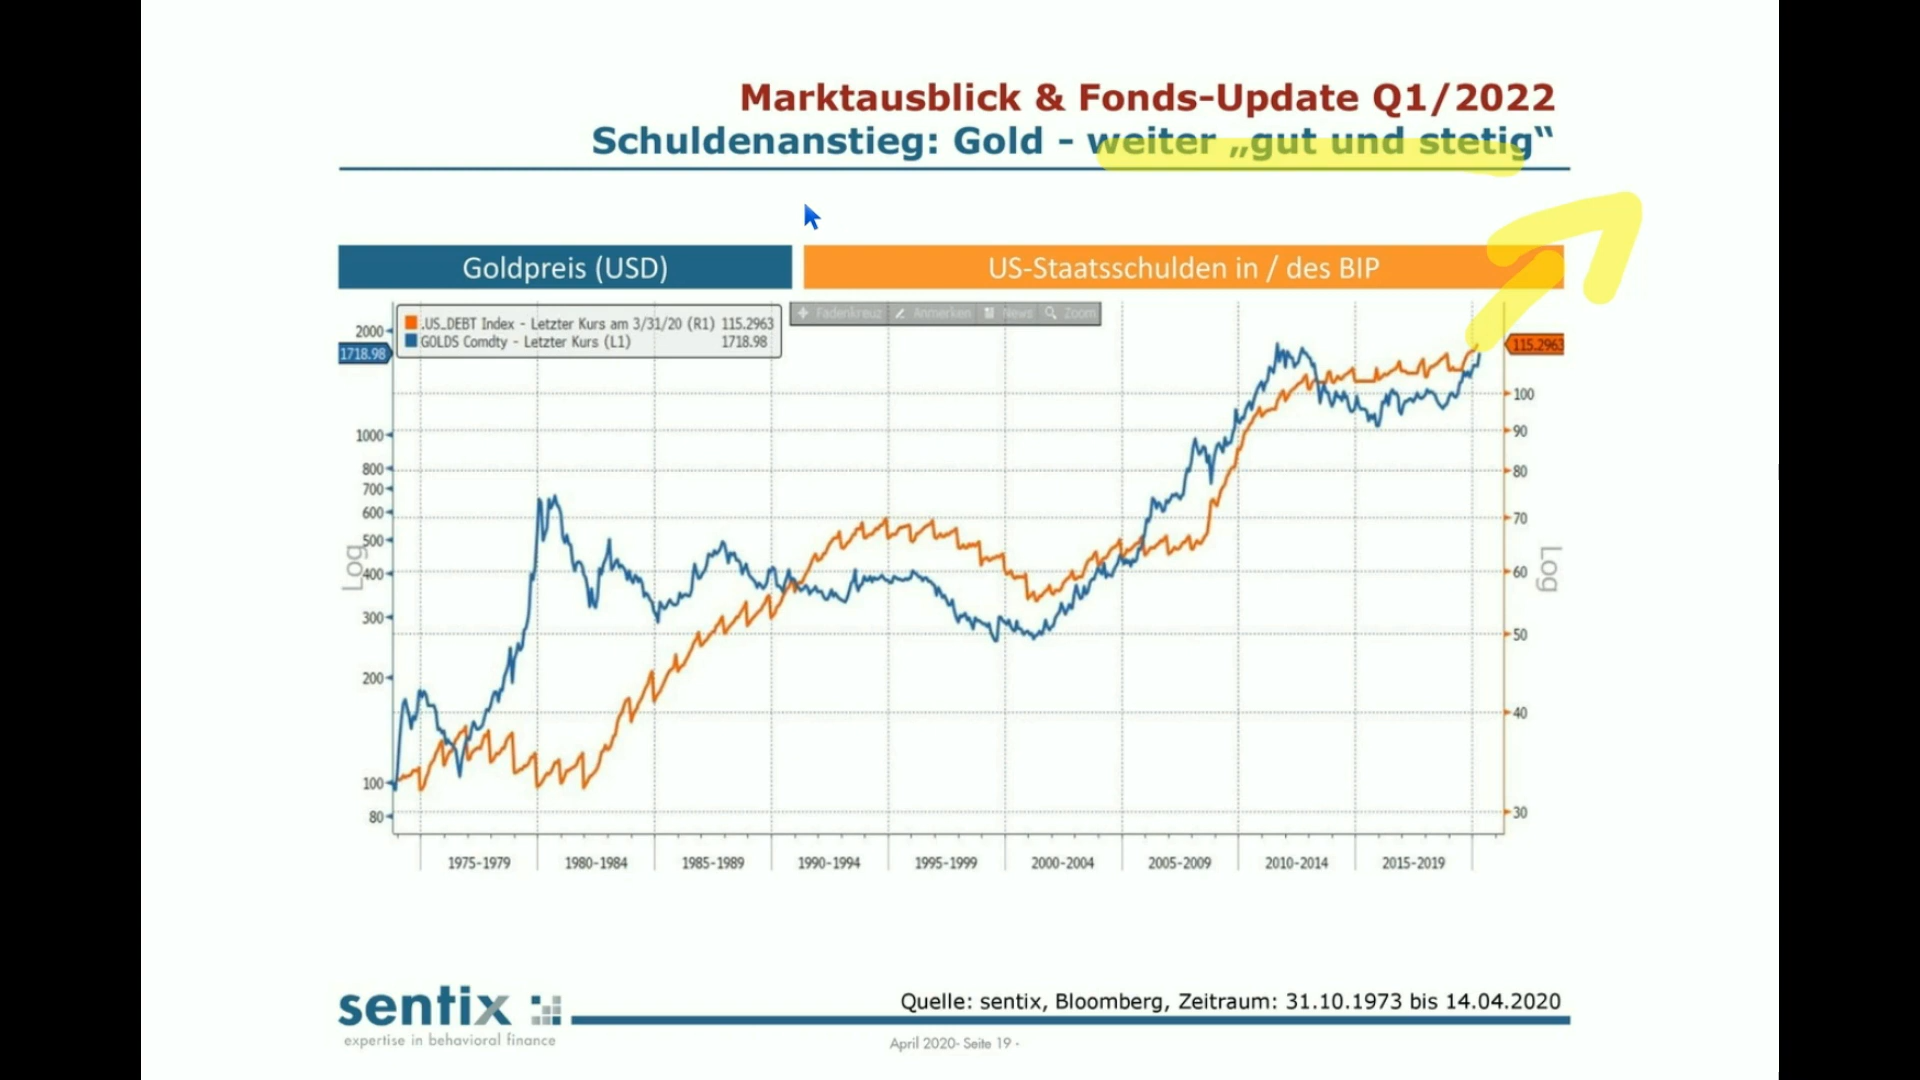 Marktausblick & Fonds-Update Q1/2022
Schuldenanstieg: Gold - weiter „gut und stetig“
Goldpreis (USD)
US-Staatsschulden in / des BIP
.US_DEBT Index - Letzter Kurs am 3/31/20 (R1) 115.2963
GOLDS Comdty - Letzter Kurs (L1) 1718.98
Fadenkreuz Anmerken News Zoom
2000
1718.98
1000
800
700
600
500
400
300
200
100
80
Log
115.2963
100
90
80
70
60
50
40
30
Log
1975-1979 1980-1984 1985-1989 1990-1994 1995-1999 2000-2004 2005-2009 2010-2014 2015-2019
sentix
expertise in behavioral finance
Quelle: sentix, Bloomberg, Zeitraum: 31.10.1973 bis 14.04.2020
April 2020- Seite 19 -